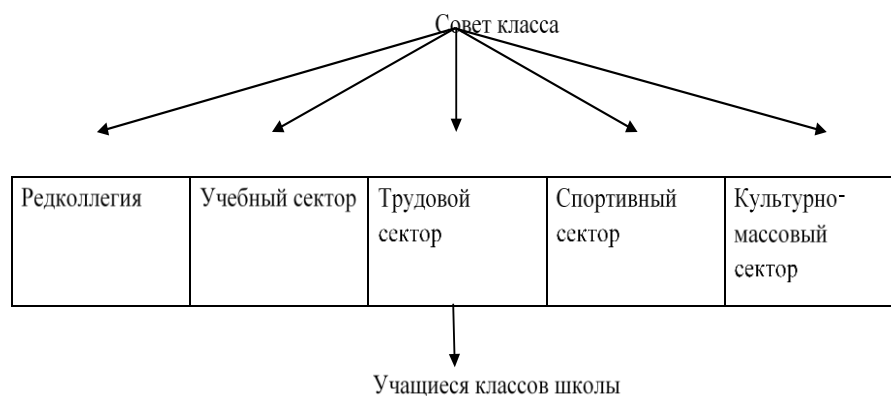 Совет класса
Редколлегия
Учебный сектор
Трудовой
сектор
Спортивный
сектор
Культурно-
массовый
сектор
Учащиеся классов школы